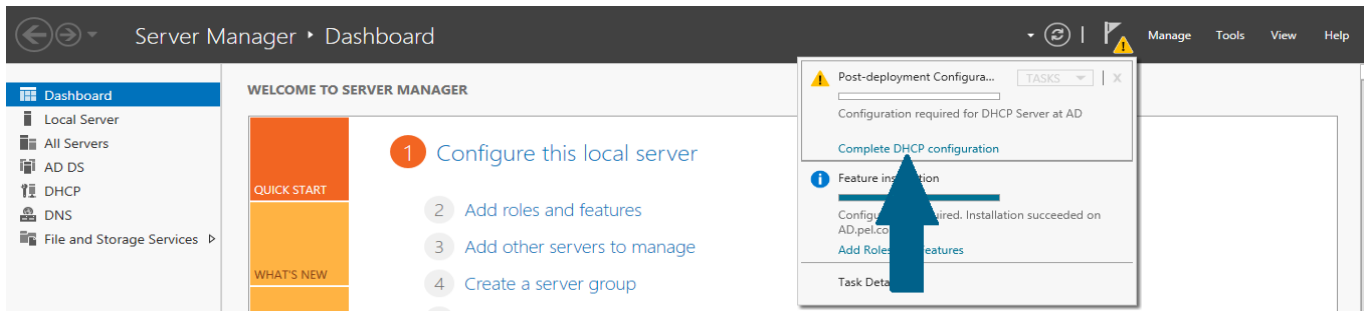 Server Manager ‣ Dashboard
Manage Tools View Help
Dashboard
Local Server
All Servers
AD DS
DHCP
DNS
File and Storage Services
WELCOME TO SERVER MANAGER
QUICK START
WHAT'S NEW
1 Configure this local server
2 Add roles and features
3 Add other servers to manage
4 Create a server group
Post-deployment Configura... TASKS X
Configuration required for DHCP Server at AD
Complete DHCP configuration
Feature ins tion
Configu uired. Installation succeeded on
AD.pel.co
Add Roles eatures
Task Deta